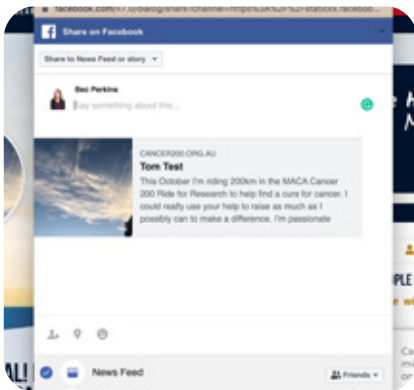 Share on Facebook
Share to News Feed or story
Bec Perkins
Say something about this...
CANCER200.ORG.AU
Tom Test
This October I'm riding 200km in the MACA Cancer
200 Ride for Research to help find a cure for cancer. I
could really use your help to raise as much as I
possibly can to make a difference. I'm passionate
News Feed
Friends